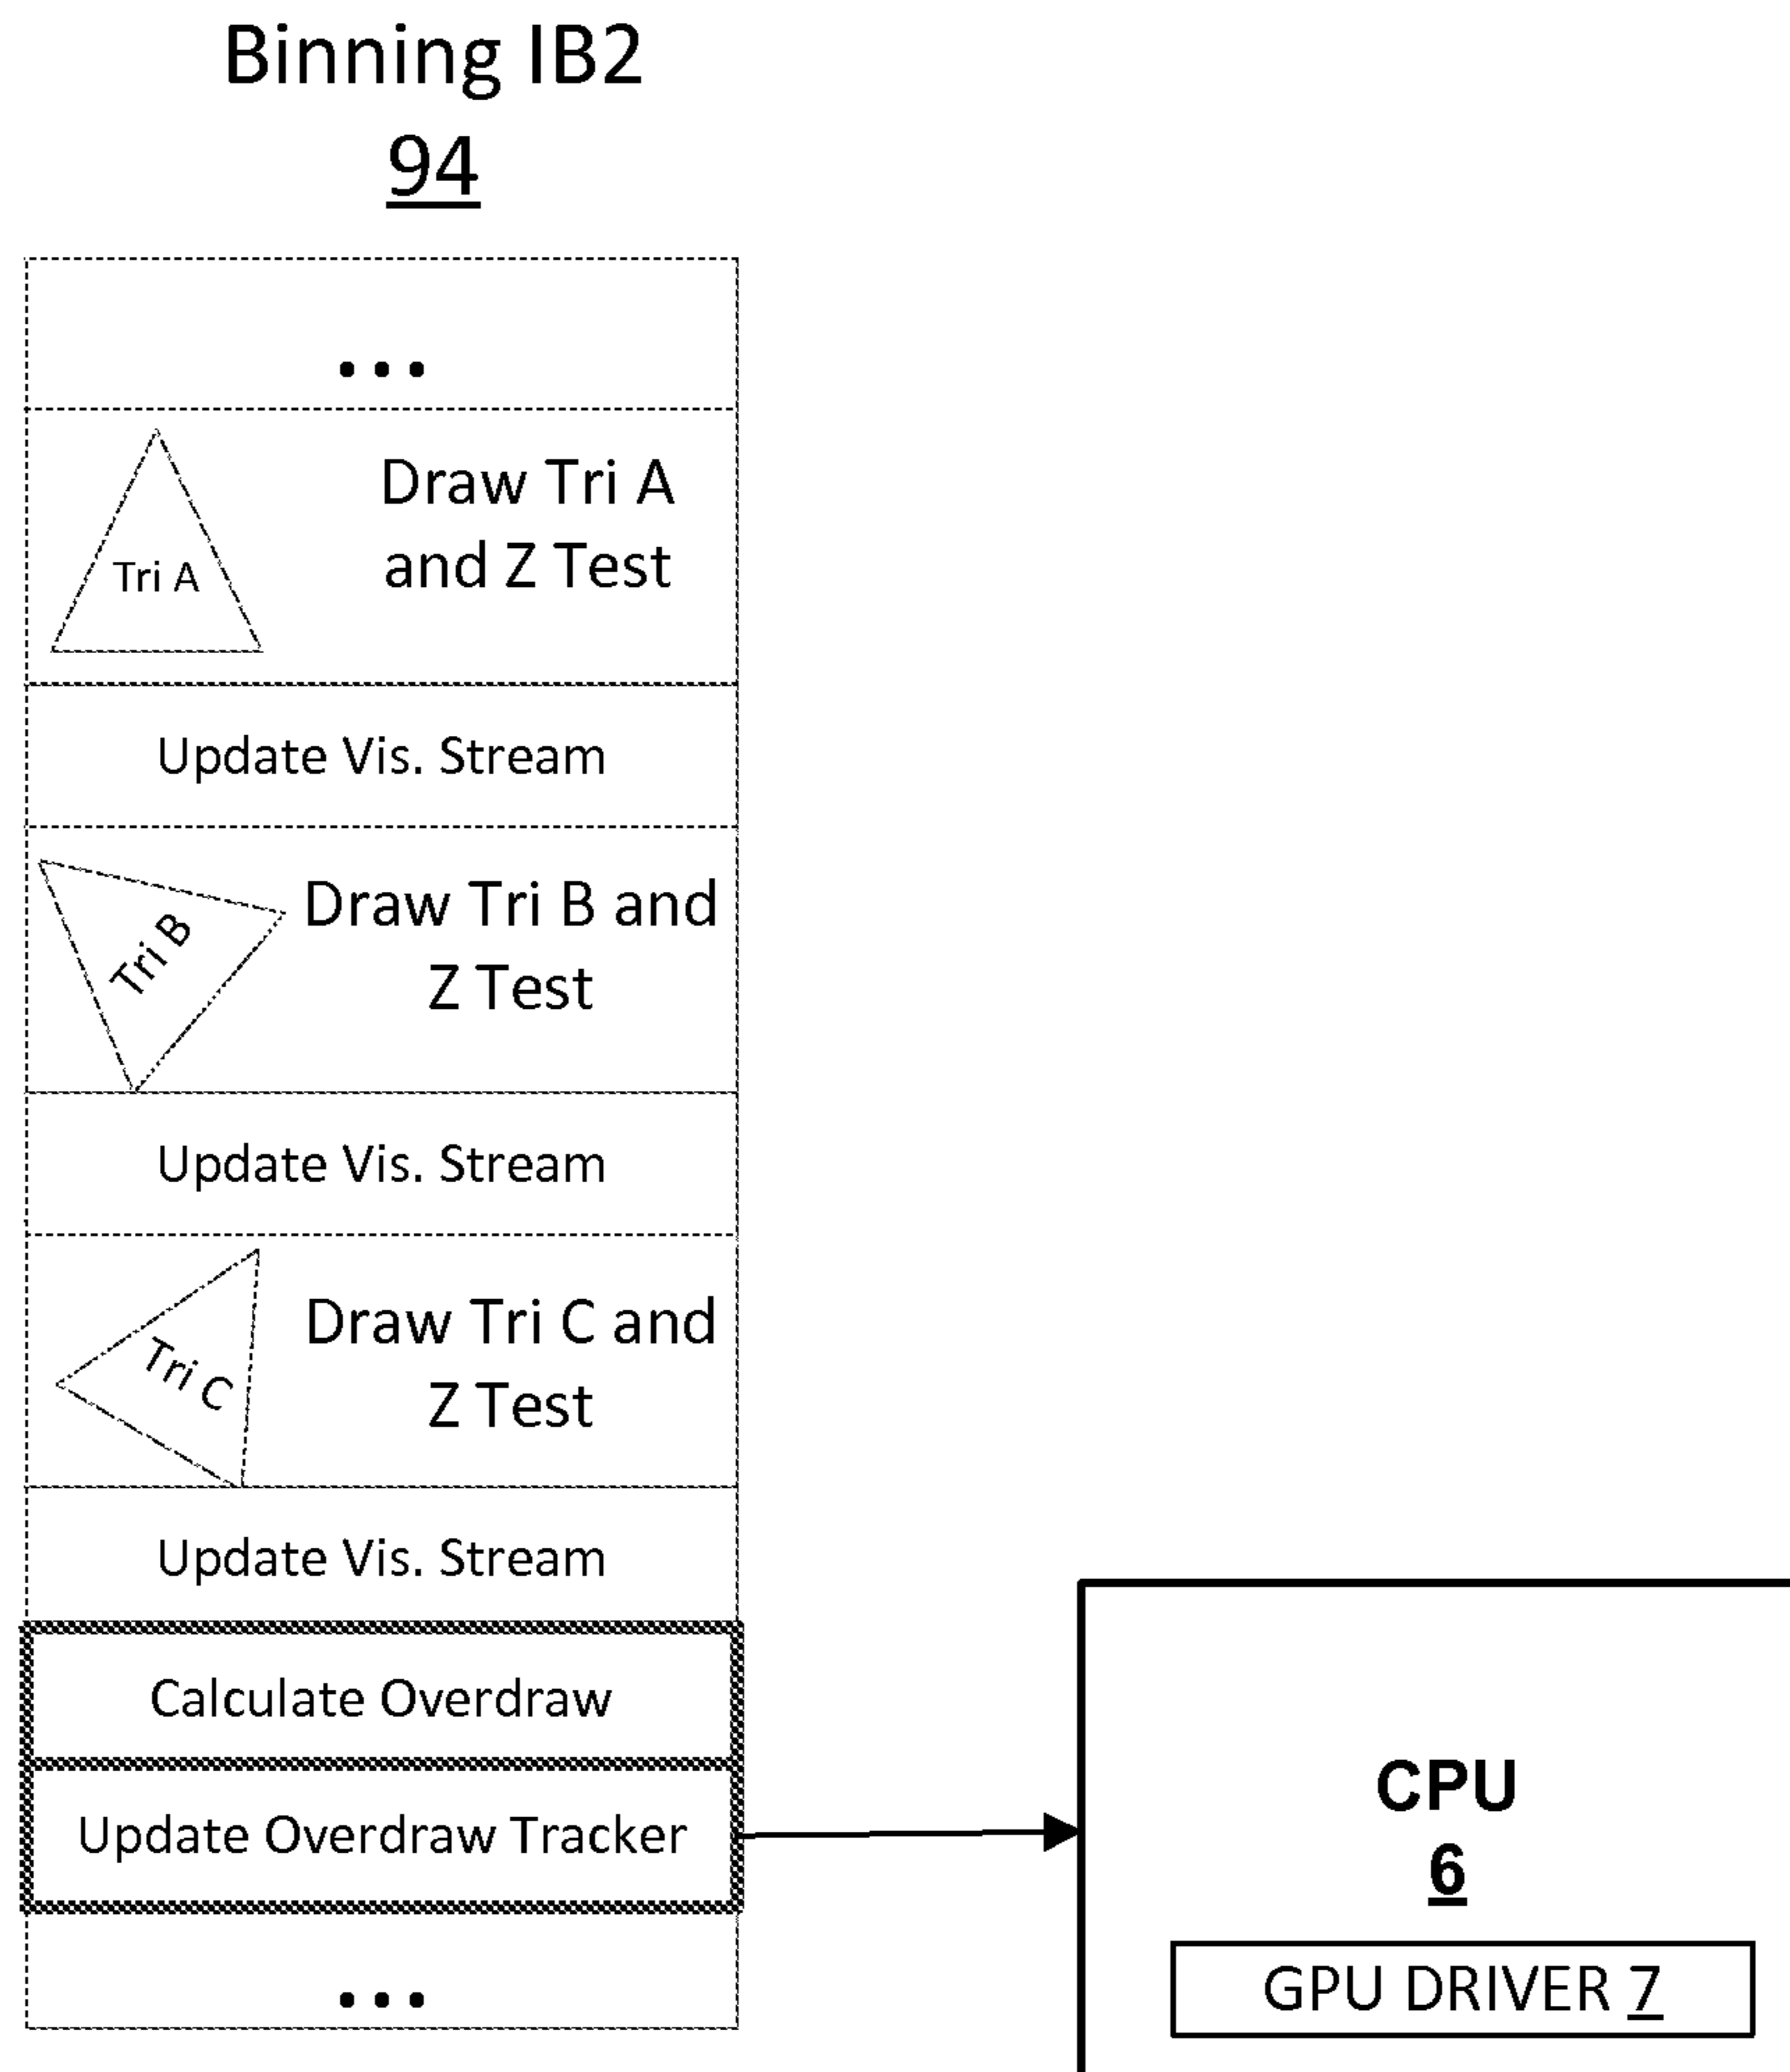 Binning IB2
94
...
Tri A
Draw Tri A
and Z Test
Update Vis. Stream
Tri B
Draw Tri B and
Z Test
Update Vis. Stream
Tri C
Draw Tri C and
Z Test
Update Vis. Stream
Calculate Overdraw
Update Overdraw Tracker
...
CPU
6
GPU DRIVER 7